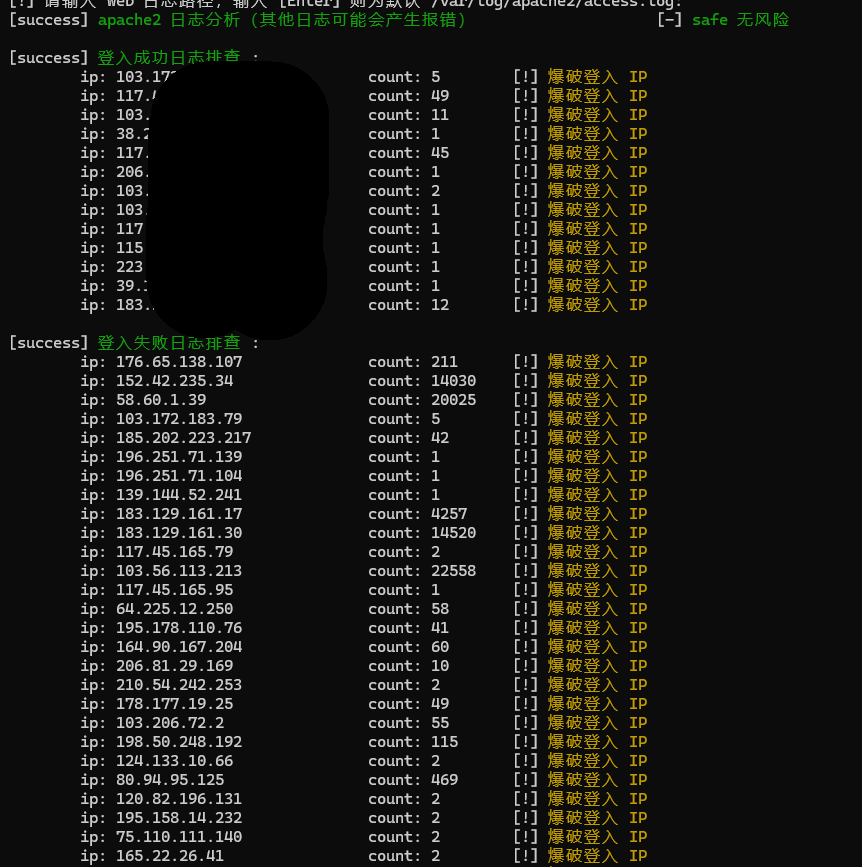 [!] 请输入 Web 日志路径，输入 [Enter] 则为默认 /var/log/apache2/access.log:
[success] apache2 日志分析（其他日志可能会产生报错） [-] safe 无风险
[success] 登入成功日志排查 :
ip: 103.172 count: 5 [!] 爆破登入 IP
ip: 117. count: 49 [!] 爆破登入 IP
ip: 103. count: 11 [!] 爆破登入 IP
ip: 38.2 count: 1 [!] 爆破登入 IP
ip: 117. count: 45 [!] 爆破登入 IP
ip: 206. count: 1 [!] 爆破登入 IP
ip: 103. count: 2 [!] 爆破登入 IP
ip: 103. count: 1 [!] 爆破登入 IP
ip: 117 count: 1 [!] 爆破登入 IP
ip: 115 count: 1 [!] 爆破登入 IP
ip: 223 count: 1 [!] 爆破登入 IP
ip: 39. count: 1 [!] 爆破登入 IP
ip: 183. count: 12 [!] 爆破登入 IP
[success] 登入失败日志排查 :
ip: 176.65.138.107 count: 211 [!] 爆破登入 IP
ip: 152.42.235.34 count: 14030 [!] 爆破登入 IP
ip: 58.60.1.39 count: 20025 [!] 爆破登入 IP
ip: 103.172.183.79 count: 5 [!] 爆破登入 IP
ip: 185.202.223.217 count: 42 [!] 爆破登入 IP
ip: 196.251.71.139 count: 1 [!] 爆破登入 IP
ip: 196.251.71.104 count: 1 [!] 爆破登入 IP
ip: 139.144.52.241 count: 1 [!] 爆破登入 IP
ip: 183.129.161.17 count: 4257 [!] 爆破登入 IP
ip: 183.129.161.30 count: 14520 [!] 爆破登入 IP
ip: 117.45.165.79 count: 2 [!] 爆破登入 IP
ip: 103.56.113.213 count: 22558 [!] 爆破登入 IP
ip: 117.45.165.95 count: 1 [!] 爆破登入 IP
ip: 64.225.12.250 count: 58 [!] 爆破登入 IP
ip: 195.178.110.76 count: 41 [!] 爆破登入 IP
ip: 164.90.167.204 count: 60 [!] 爆破登入 IP
ip: 206.81.29.169 count: 10 [!] 爆破登入 IP
ip: 210.54.242.253 count: 2 [!] 爆破登入 IP
ip: 178.177.19.25 count: 49 [!] 爆破登入 IP
ip: 103.206.72.2 count: 55 [!] 爆破登入 IP
ip: 198.50.248.192 count: 115 [!] 爆破登入 IP
ip: 124.133.10.66 count: 2 [!] 爆破登入 IP
ip: 80.94.95.125 count: 469 [!] 爆破登入 IP
ip: 120.82.196.131 count: 2 [!] 爆破登入 IP
ip: 195.158.14.232 count: 2 [!] 爆破登入 IP
ip: 75.110.111.140 count: 2 [!] 爆破登入 IP
ip: 165.22.26.41 count: 2 [!] 爆破登入 IP